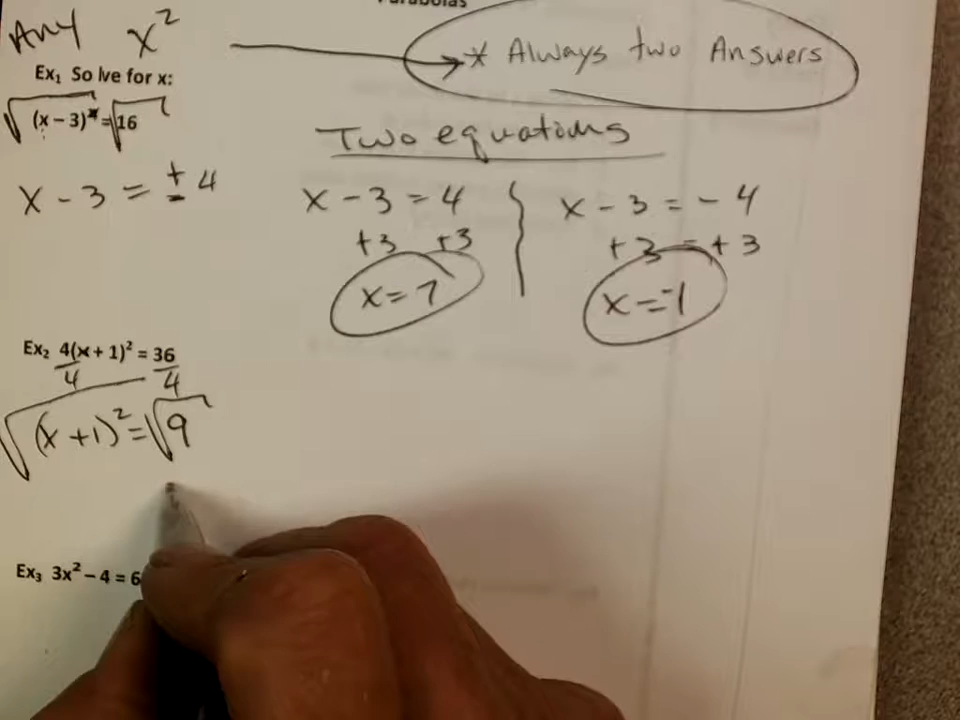 Parabolas
Any x² → * Always two Answers
Ex₁ Solve for x:
√(x – 3)² = √16
Two equations
x - 3 = ± 4
x - 3 = 4
+3 +3
x = 7
x - 3 = - 4
+3 = +3
x = -1
Ex₂ 4(x + 1)² = 36
4 4
√(x + 1)² = √9
Ex₃ 3x² – 4 = 6